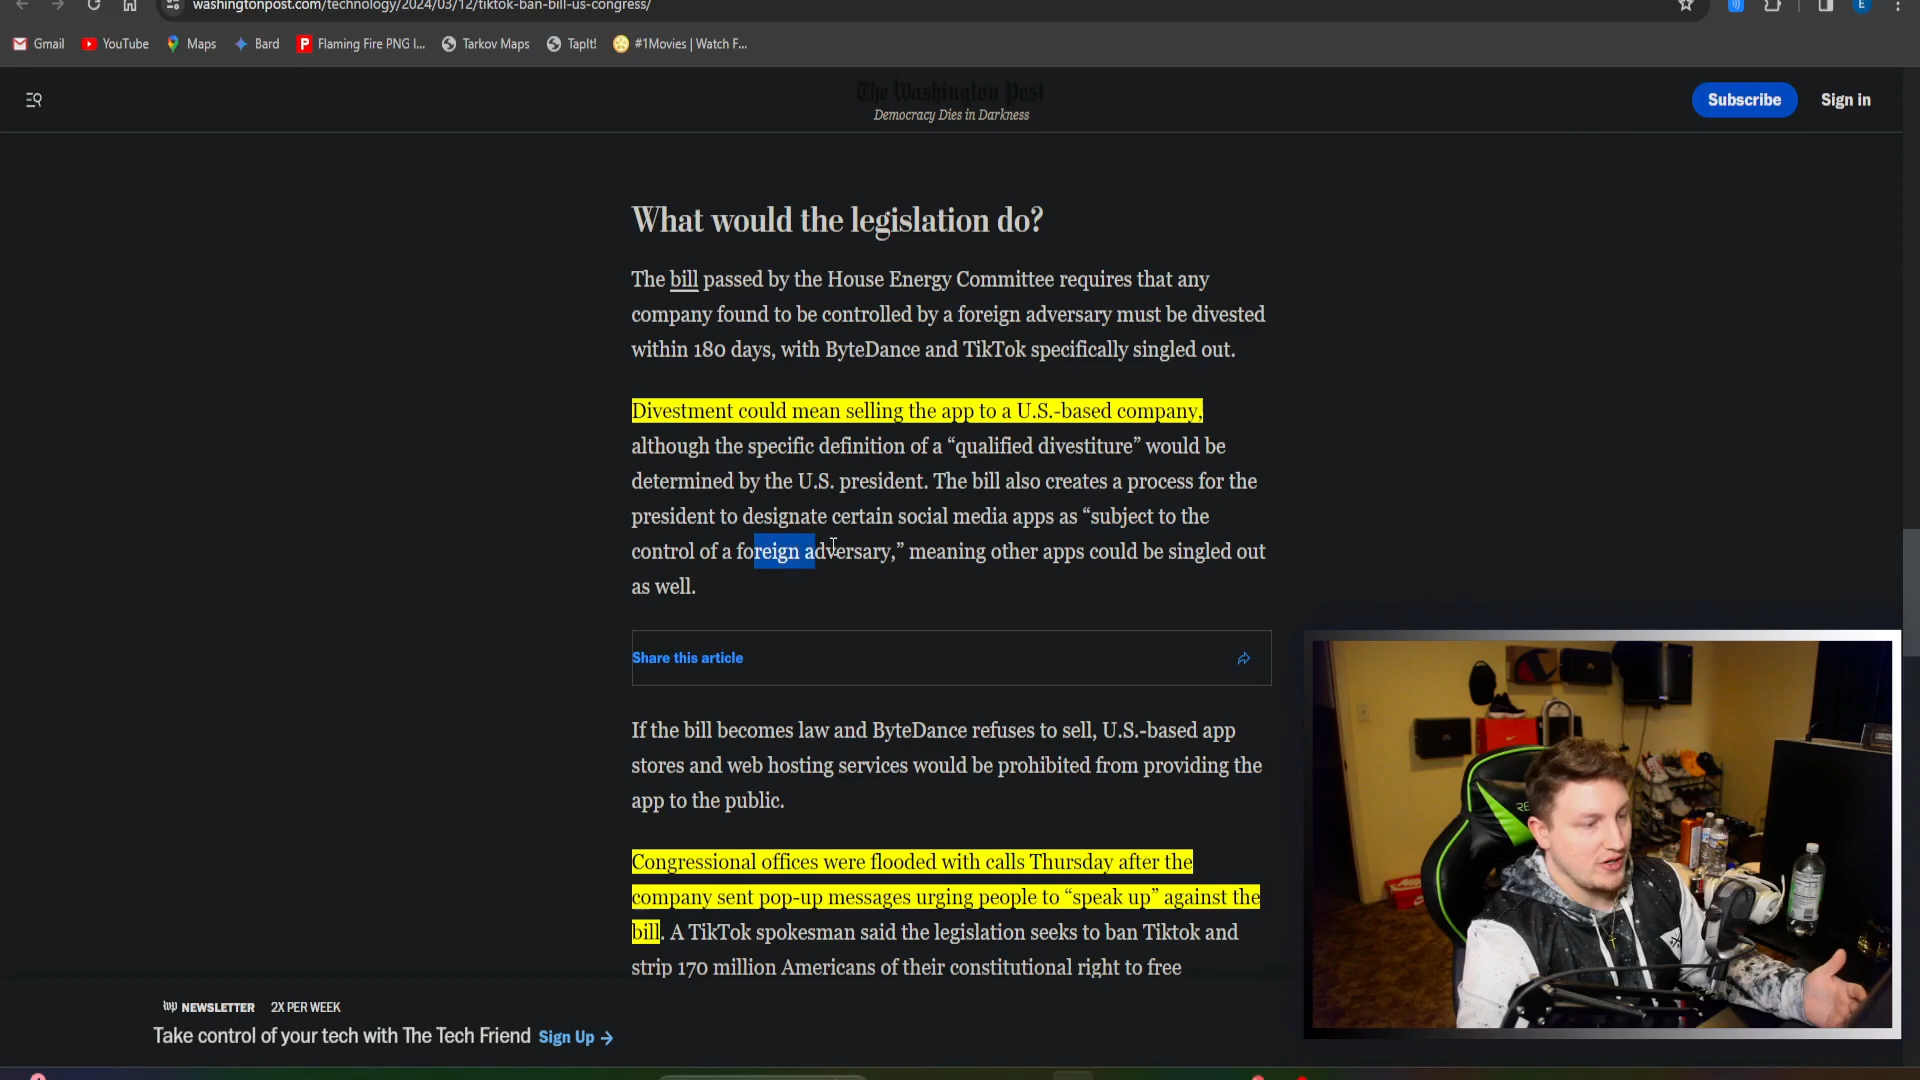 washingtonpost.com/technology/2024/03/12/tiktok-ban-bill-us-congress/
E
Gmail YouTube Maps Bard Flaming Fire PNG I... Tarkov Maps TapIt! #1Movies | Watch F...
The Washington Post
Democracy Dies in Darkness
Subscribe Sign in
What would the legislation do?
The bill passed by the House Energy Committee requires that any
company found to be controlled by a foreign adversary must be divested
within 180 days, with ByteDance and TikTok specifically singled out.
Divestment could mean selling the app to a U.S.-based company,
although the specific definition of a “qualified divestiture” would be
determined by the U.S. president. The bill also creates a process for the
president to designate certain social media apps as “subject to the
control of a foreign adversary,” meaning other apps could be singled out
as well.
Share this article
If the bill becomes law and ByteDance refuses to sell, U.S.-based app
stores and web hosting services would be prohibited from providing the
app to the public.
Congressional offices were flooded with calls Thursday after the
company sent pop-up messages urging people to “speak up” against the
bill. A TikTok spokesman said the legislation seeks to ban Tiktok and
strip 170 million Americans of their constitutional right to free
wp NEWSLETTER 2X PER WEEK
Take control of your tech with The Tech Friend Sign Up →